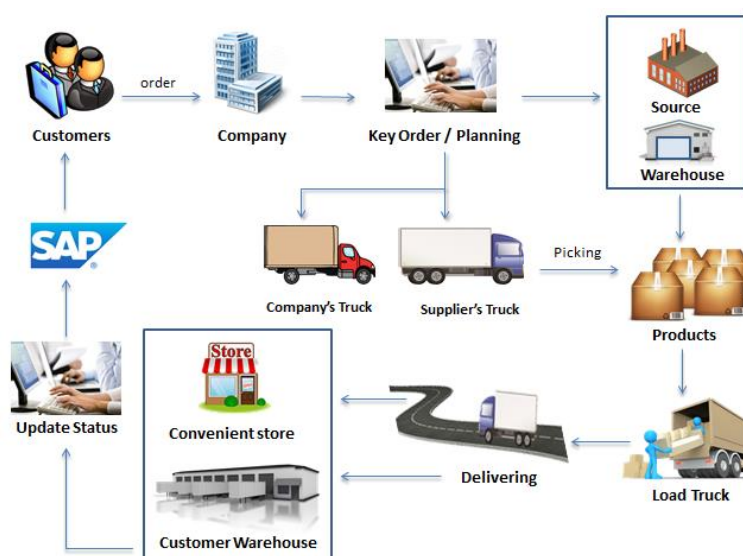 order
Customers
Company
Key Order / Planning
Source
Warehouse
SAP®
Company's Truck
Supplier's Truck
Picking
Products
Update Status
Store
Convenient store
Customer Warehouse
Delivering
Load Truck